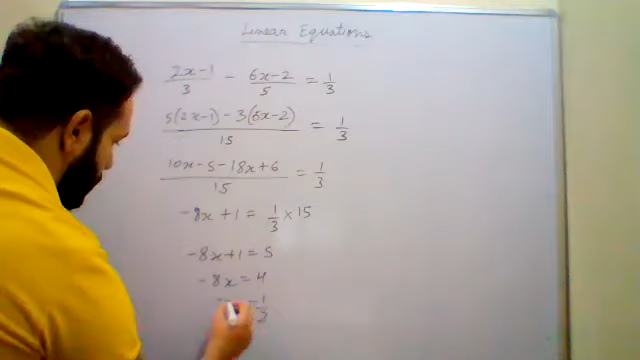 Linear Equations
(2x-1)/3 - (6x-2)/5 = 1/3
(5(2x-1) - 3(6x-2))/15 = 1/3
(10x-5-18x+6)/15 = 1/3
-8x+1 = 1/3 x 15
-8x+1 = 5
-8x = 4